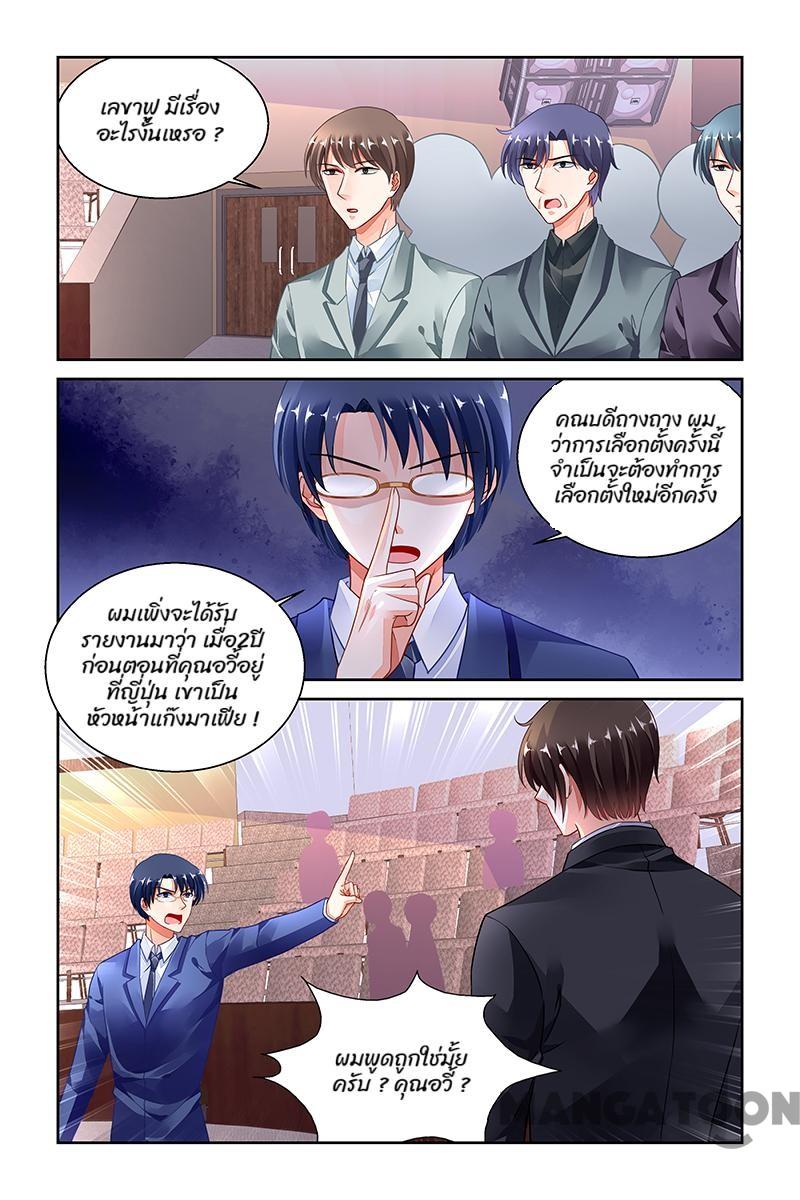 เลขาฟู มีเรื่อง
อะไรงั้นเหรอ ?
คณบดีถางถาง ผม
ว่าการเลือกตั้งครั้งนี้
จำเป็นจะต้องทำการ
เลือกตั้งใหม่อีกครั้ง
ผมเพิ่งจะได้รับ
รายงานมาว่า เมื่อ2ปี
ก่อนตอนที่คุณอวี้อยู่
ที่ญี่ปุ่น เขาเป็น
หัวหน้าแก๊งมาเฟีย !
ผมพูดถูกใช่มั้ย
ครับ ? คุณอวี้ ?
MANGATOON